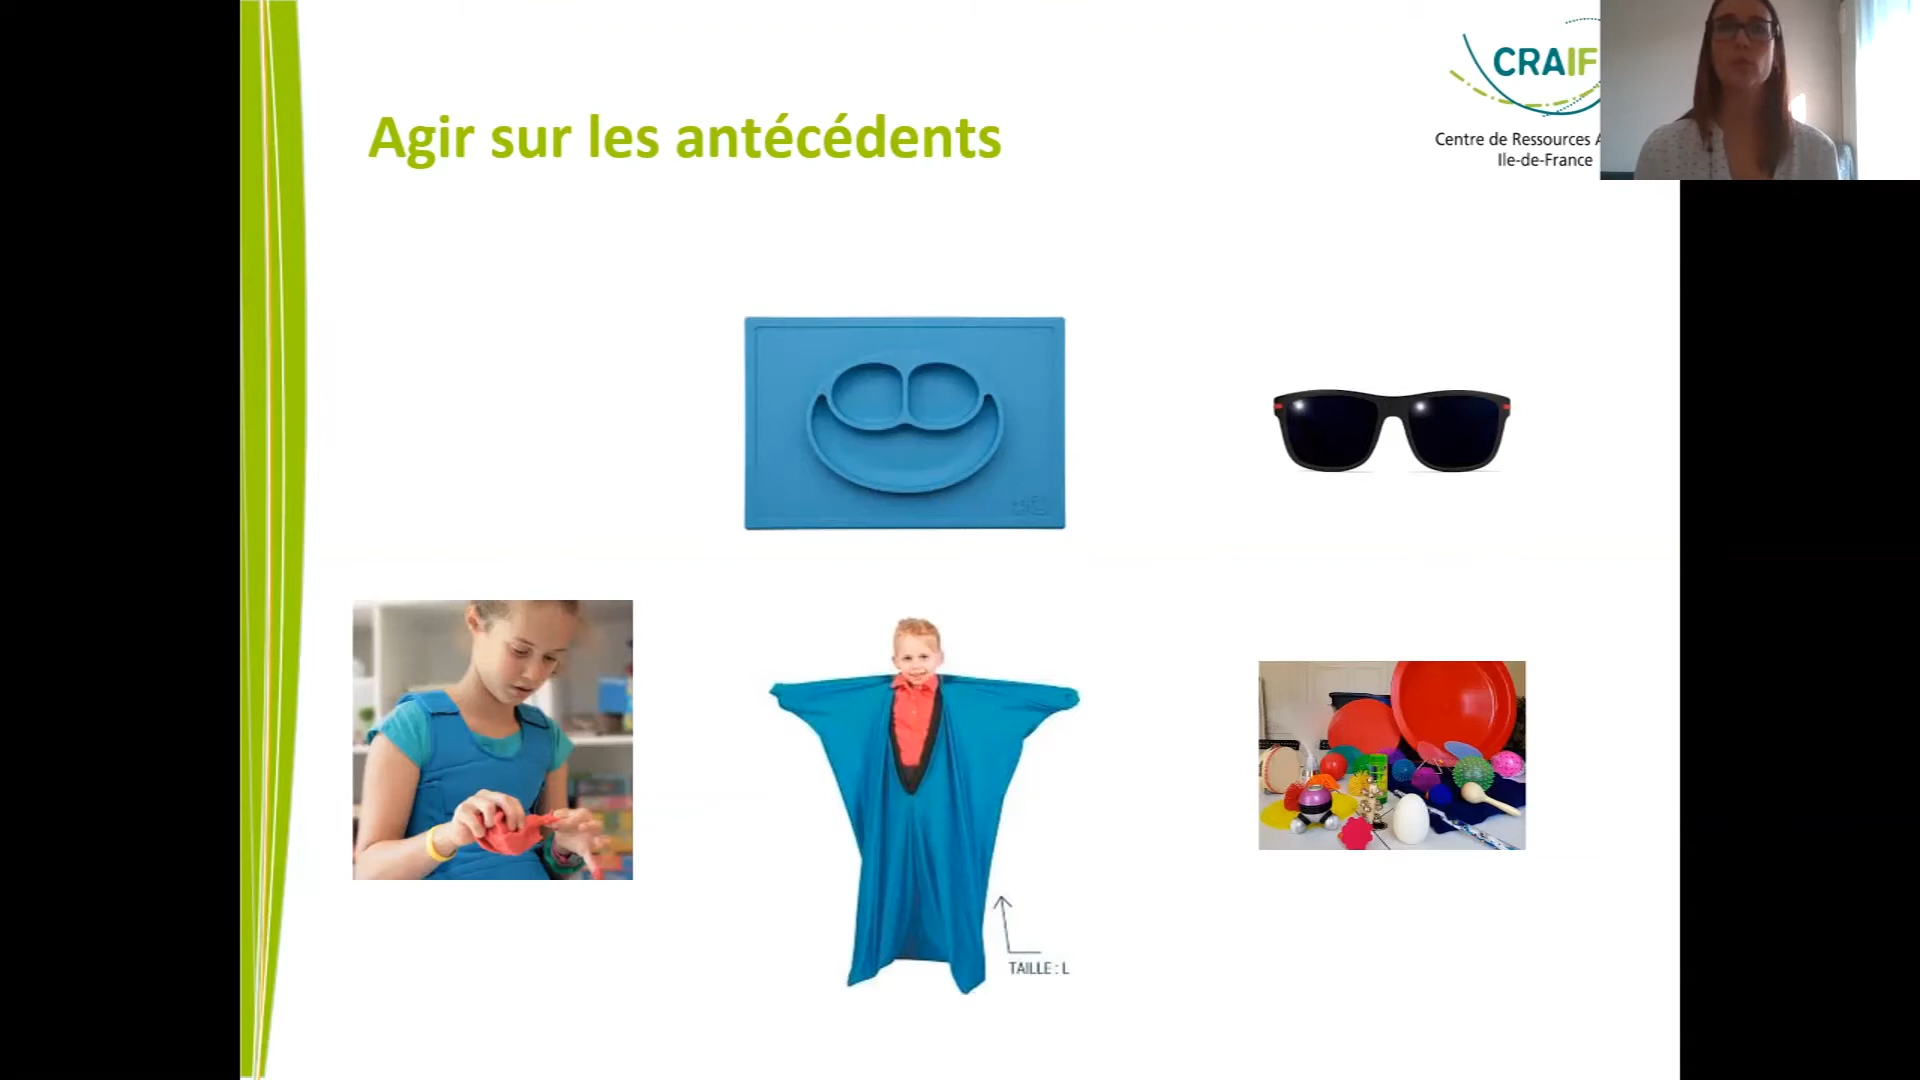 Agir sur les antécédents
CRAIF
Centre de Ressources A
Ile-de-France
TAILLE : L